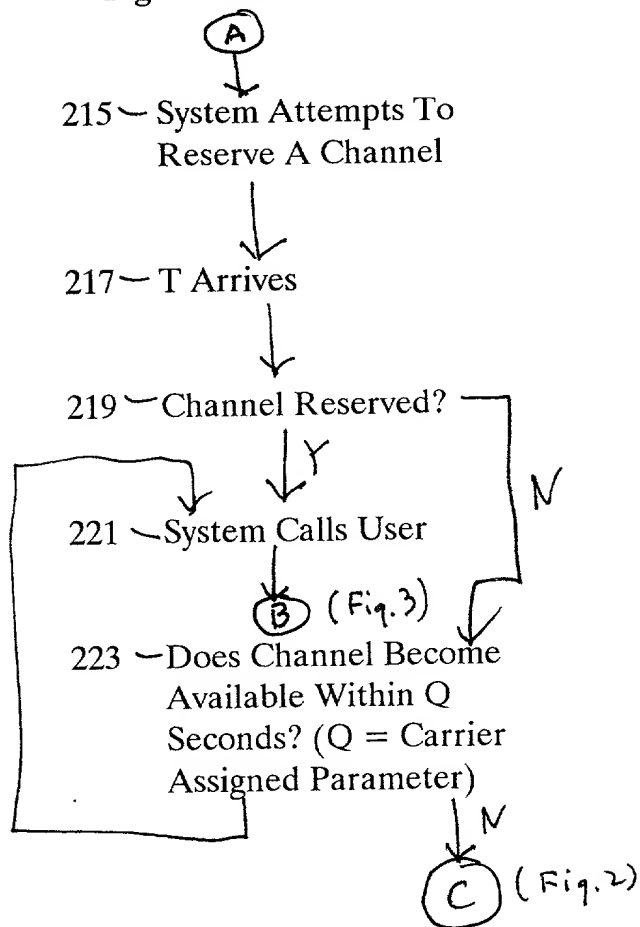 A
215 System Attempts To
Reserve A Channel
217 T Arrives
219 Channel Reserved?
Y
N
221 System Calls User
B (Fig. 3)
223 Does Channel Become
Available Within Q
Seconds? (Q = Carrier
Assigned Parameter)
N
C (Fig. 2)